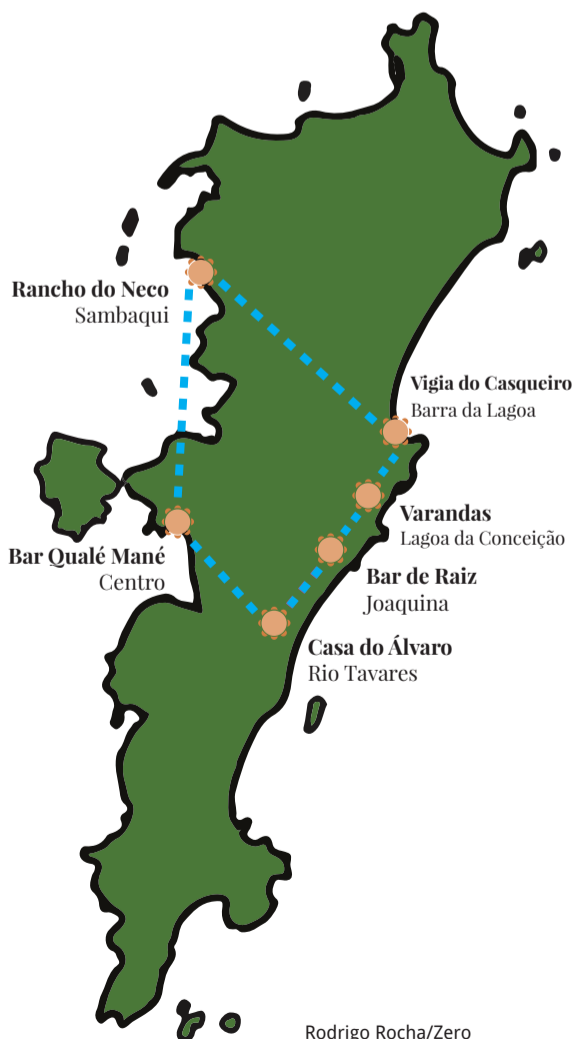 Rancho do Neco
Sambaqui
Vigia do Casqueiro
Barra da Lagoa
Varandas
Lagoa da Conceição
Bar Qualé Mané
Centro
Bar de Raiz
Joaquina
Casa do Álvaro
Rio Tavares
Rodrigo Rocha/Zero